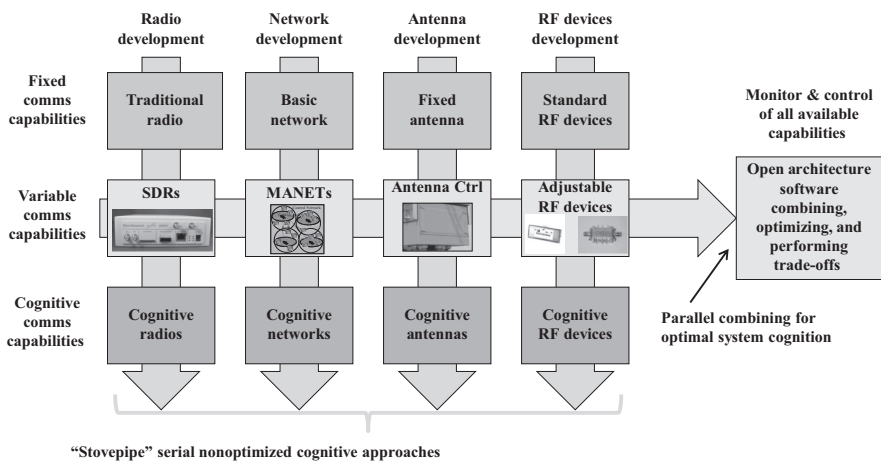 Radio
development
Network
development
Antenna
development
RF devices
development
Fixed
comms
capabilities
Traditional
radio
Basic
network
Fixed
antenna
Standard
RF devices
Monitor & control
of all available
capabilities
Variable
comms
capabilities
SDRs
MANETs
Antenna Ctrl
Adjustable
RF devices
Open architecture
software
combining,
optimizing, and
performing
trade-offs
Cognitive
comms
capabilities
Cognitive
radios
Cognitive
networks
Cognitive
antennas
Cognitive
RF devices
Parallel combining for
optimal system cognition
“Stovepipe” serial nonoptimized cognitive approaches